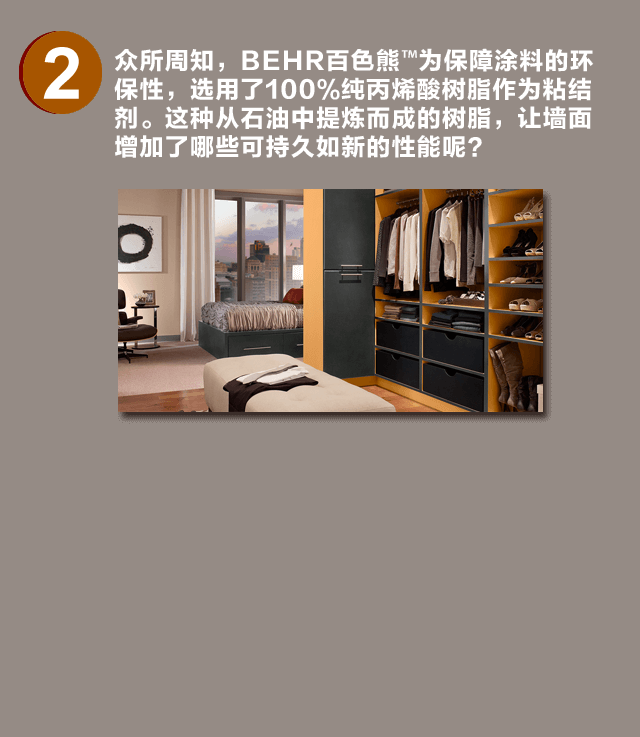 2
众所周知，BEHR百色熊™为保障涂料的环
保性，选用了100%纯丙烯酸树脂作为粘结
剂。这种从石油中提炼而成的树脂，让墙面
增加了哪些可持久如新的性能呢？